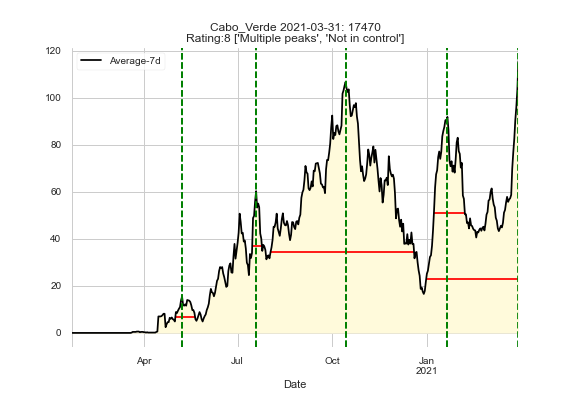 Cabo_Verde 2021-03-31: 17470
Rating:8 ['Multiple peaks', 'Not in control']
120
Average-7d
100
80
60
40
20
0
Apr Jul Oct Jan
2021
Date